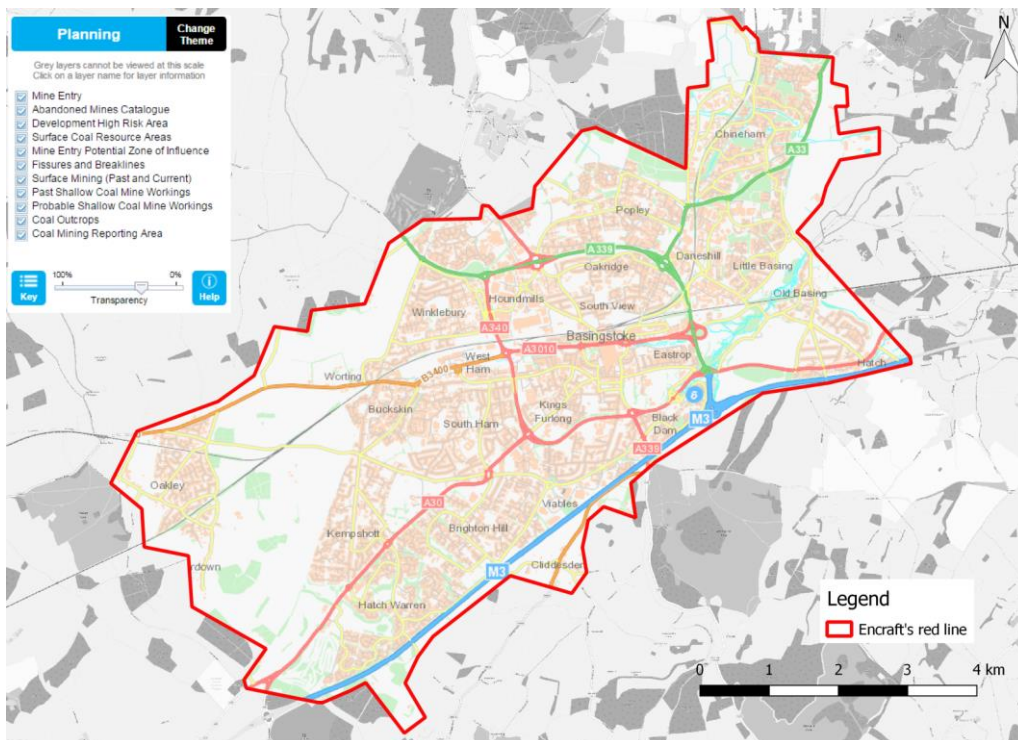 Planning
Change
Theme
Grey layers cannot be viewed at this scale
Click on a layer name for layer information
Mine Entry
Abandoned Mines Catalogue
Development High Risk Area
Surface Coal Resource Areas
Mine Entry Potential Zone of Influence
Fissures and Breaklines
Surface Mining (Past and Current)
Past Shallow Coal Mine Workings
Probable Shallow Coal Mine Workings
Coal Outcrops
Coal Mining Reporting Area
100%
0%
Key
Transparency
Help
N
Chineham
A33
Popley
A339
Daneshill
Oakridge
Little Basing
Houndmills
South View
Old Basing
Winklebury
A340
Basingstoke
A3010
West
Ham
Eastrop
Hatch
Worting
B3400
Buckskin
6
Kings
Furlong
M3
South Ham
Black
Dam
A339
Oakley
A30
Viables
Brighton Hill
Kempshott
Cliddesden
rdown
M3
Hatch Warren
Legend
Encraft's red line
0 1 2 3 4 km